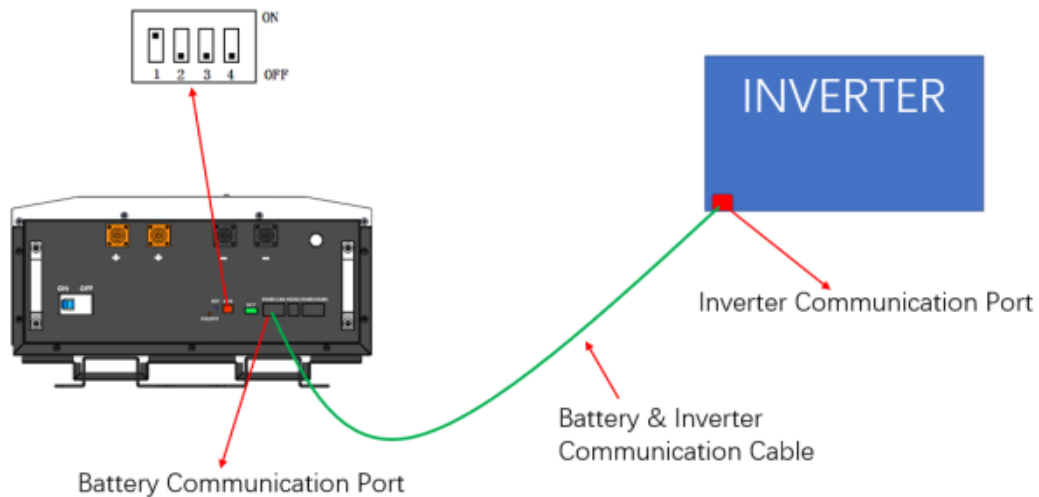 ON
1 2 3 4 OFF
INVERTER
+ + - -
ON OFF
Inverter Communication Port
Battery & Inverter
Communication Cable
Battery Communication Port